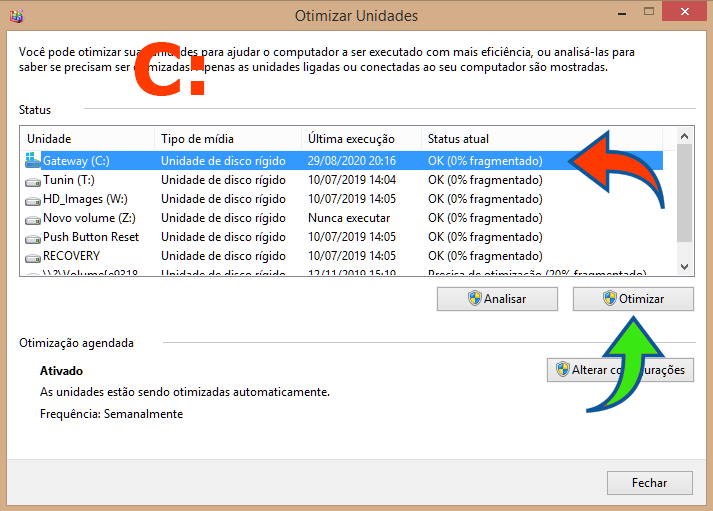 Otimizar Unidades
Você pode otimizar suas unidades para ajudar o computador a ser executado com mais eficiência, ou analisá-las para
saber se precisam ser otimizadas. Apenas as unidades ligadas ou conectadas ao seu computador são mostradas.
C:
Status
Unidade Tipo de mídia Última execução Status atual
Gateway (C:) Unidade de disco rígido 29/08/2020 20:16 OK (0% fragmentado)
Tunin (T:) Unidade de disco rígido 10/07/2019 14:04 OK (0% fragmentado)
HD_Images (W:) Unidade de disco rígido 10/07/2019 14:05 OK (0% fragmentado)
Novo volume (Z:) Unidade de disco rígido Nunca executar OK (0% fragmentado)
Push Button Reset Unidade de disco rígido 10/07/2019 14:05 OK (0% fragmentado)
RECOVERY Unidade de disco rígido 10/07/2019 14:05 OK (0% fragmentado)
\\?\Volume{e9318 Unidade de disco rígido 12/11/2019 15:19 Precisa de otimização (20% fragmentado)
Analisar Otimizar
Otimização agendada
Ativado
As unidades estão sendo otimizadas automaticamente.
Frequência: Semanalmente
Alterar configurações
Fechar